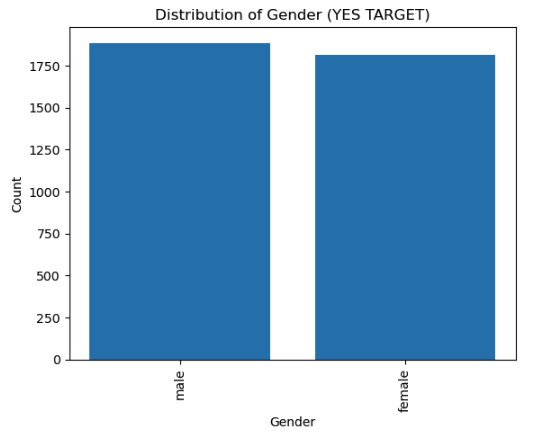 Distribution of Gender (YES TARGET)
1750
1500
1250
1000
750
500
250
0
Count
male
female
Gender